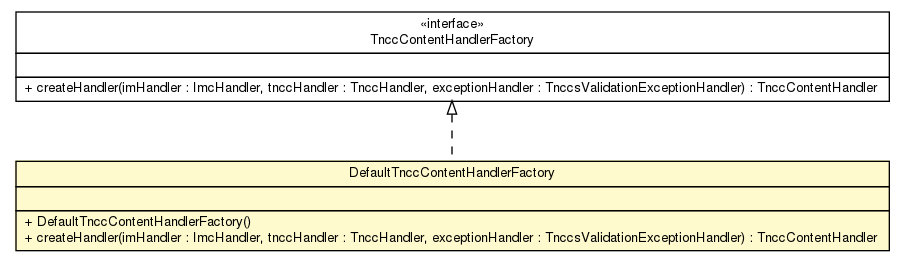 «interface»
TnccContentHandlerFactory
+ createHandler(imHandler : ImcHandler, tnccHandler : TnccHandler, exceptionHandler : TnccsValidationExceptionHandler) : TnccContentHandler
DefaultTnccContentHandlerFactory
+ DefaultTnccContentHandlerFactory()
+ createHandler(imHandler : ImcHandler, tnccHandler : TnccHandler, exceptionHandler : TnccsValidationExceptionHandler) : TnccContentHandler